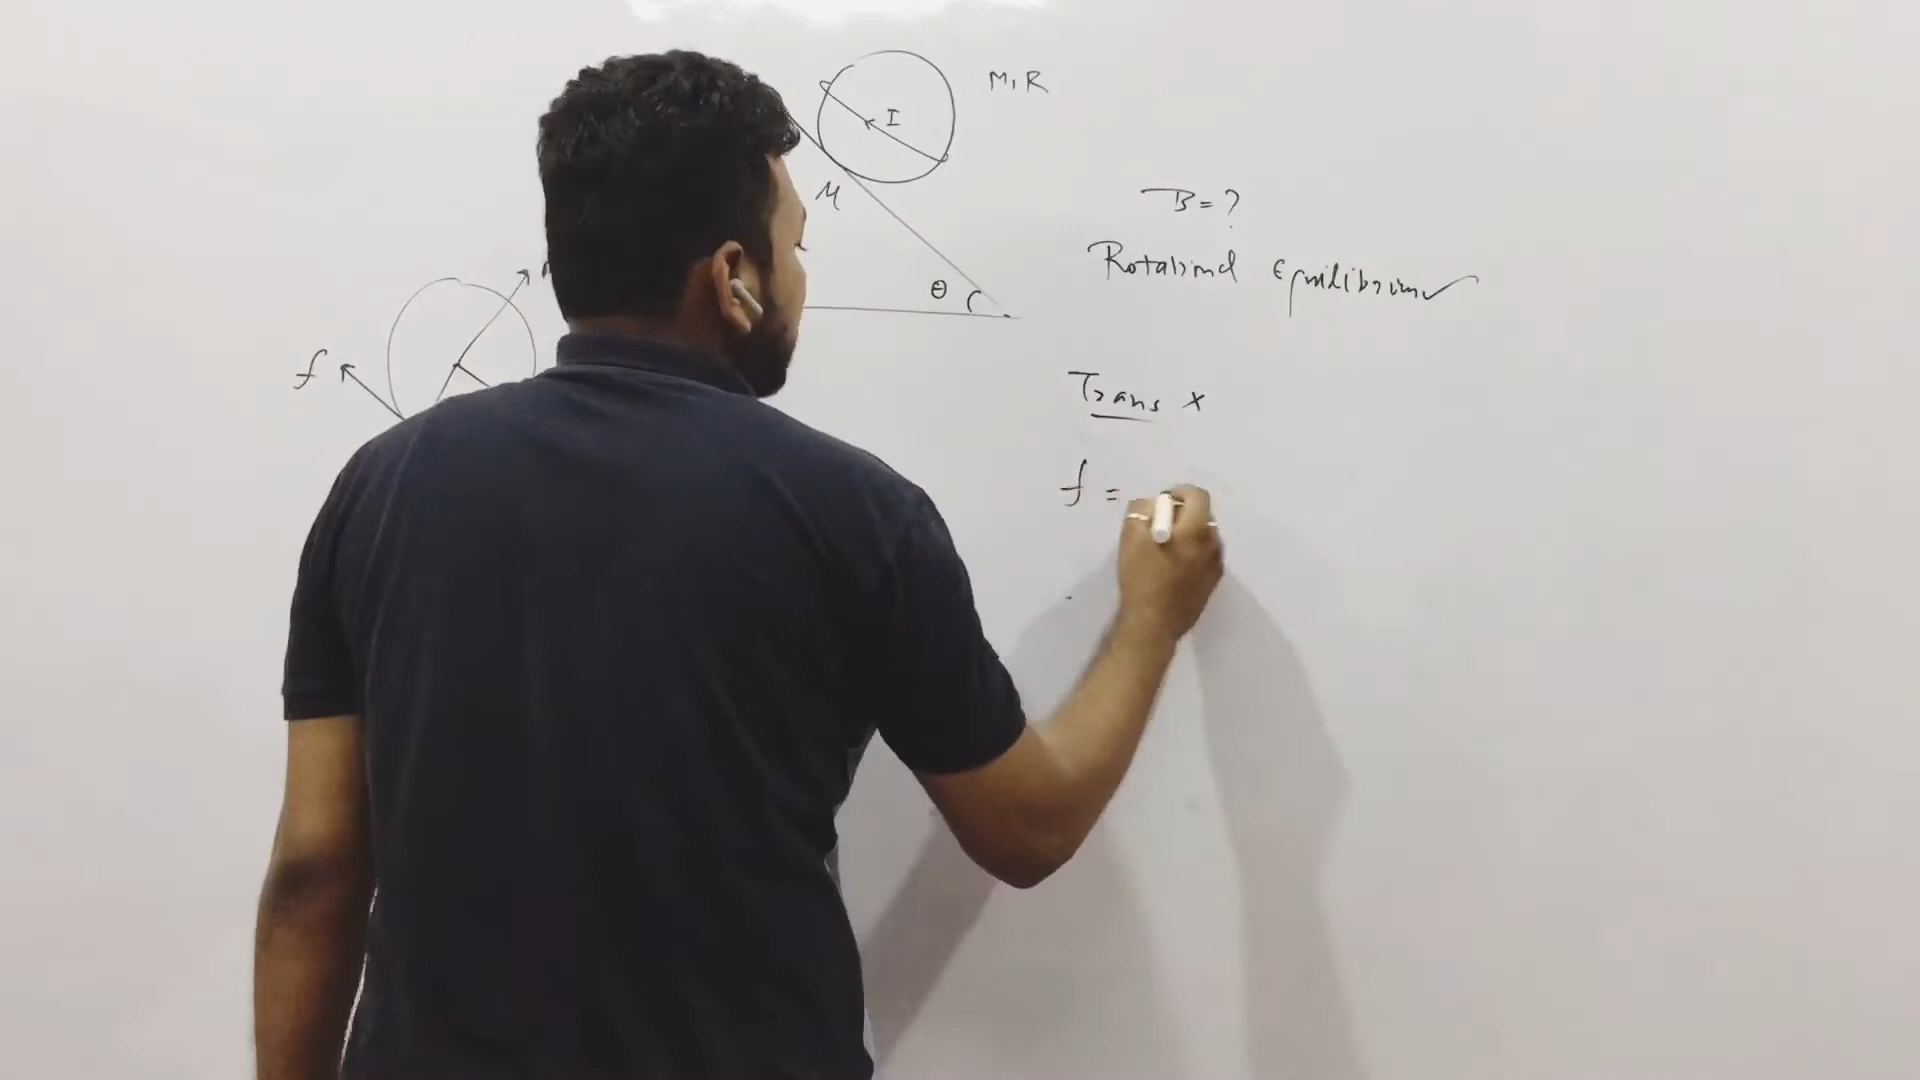 M, R
I
M
θ
B = ?
Rotational Equilibrium
f
Trans x
f =